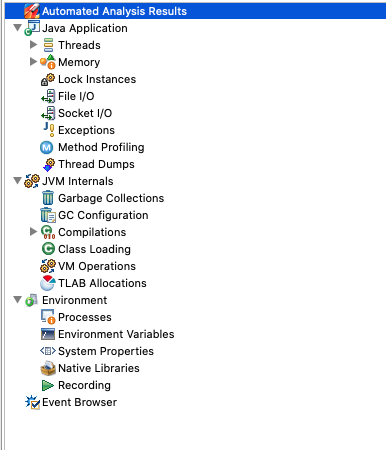 Automated Analysis Results
Java Application
Threads
Memory
Lock Instances
File I/O
Socket I/O
Exceptions
Method Profiling
Thread Dumps
JVM Internals
Garbage Collections
GC Configuration
Compilations
Class Loading
VM Operations
TLAB Allocations
Environment
Processes
Environment Variables
System Properties
Native Libraries
Recording
Event Browser